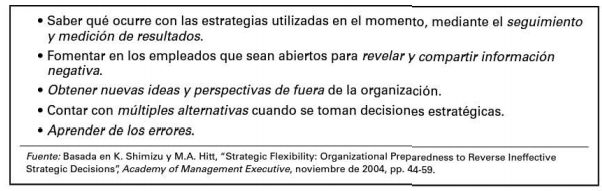 • Saber qué ocurre con las estrategias utilizadas en el momento, mediante el seguimiento
y medición de resultados.
• Fomentar en los empleados que sean abiertos para revelar y compartir información
negativa.
• Obtener nuevas ideas y perspectivas de fuera de la organización.
• Contar con múltiples alternativas cuando se toman decisiones estratégicas.
• Aprender de los errores.
Fuente: Basada en K. Shimizu y M.A. Hitt, “Strategic Flexibility: Organizational Preparedness to Reverse Ineffective
Strategic Decisions”, Academy of Management Executive, noviembre de 2004, pp. 44-59.